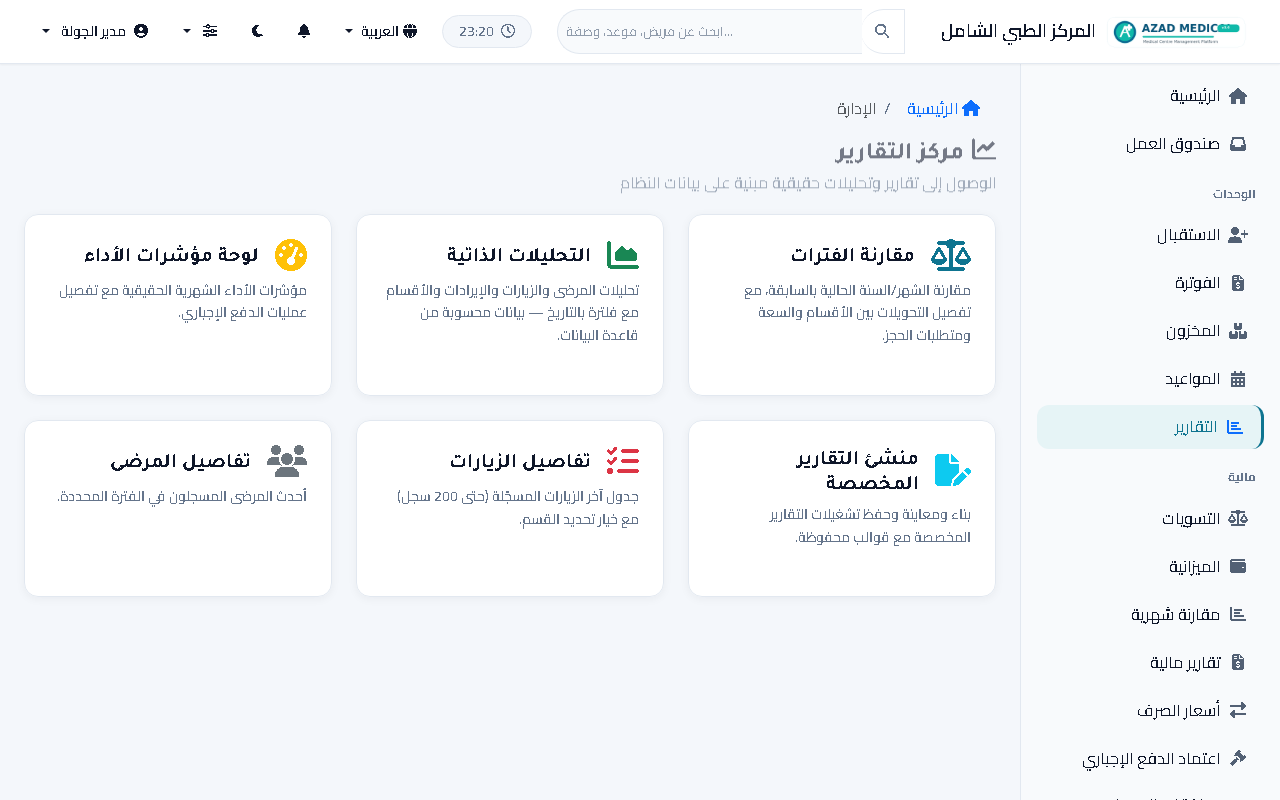 AZAD MEDIC
Medical Centre Management Platform
المركز الطبي الشامل
ابحث عن مريض، موعد، وصفة...
23:20
العربية
مدير الجولة
الرئيسية
صندوق العمل
الوحدات
الاستقبال
الفوترة
المخزون
المواعيد
التقارير
مالية
التسويات
الميزانية
مقارنة شهرية
تقارير مالية
أسعار الصرف
اعتماد الدفع الإجباري
الرئيسية / الإدارة
مركز التقارير
الوصول إلى تقارير وتحليلات حقيقية مبنية على بيانات النظام
مقارنة الفترات
مقارنة الشهر/السنة الحالية بالسابقة، مع
تفصيل التحويلات بين الأقسام والسعة
ومتطلبات الحجز.
التحليلات الذاتية
تحليلات المرضى والزيارات والإيرادات والأقسام
مع فلترة بالتاريخ — بيانات محسوبة من
قاعدة البيانات.
لوحة مؤشرات الأداء
مؤشرات الأداء الشهرية الحقيقية مع تفصيل
عمليات الدفع الإجباري.
منشئ التقارير
المخصصة
بناء ومعاينة وحفظ تشغيلات التقارير
المخصصة مع قوالب محفوظة.
تفاصيل الزيارات
جدول آخر الزيارات المسجّلة (حتى 200 سجل)
مع خيار تحديد القسم.
تفاصيل المرضى
أحدث المرضى المسجلون في الفترة المحددة.